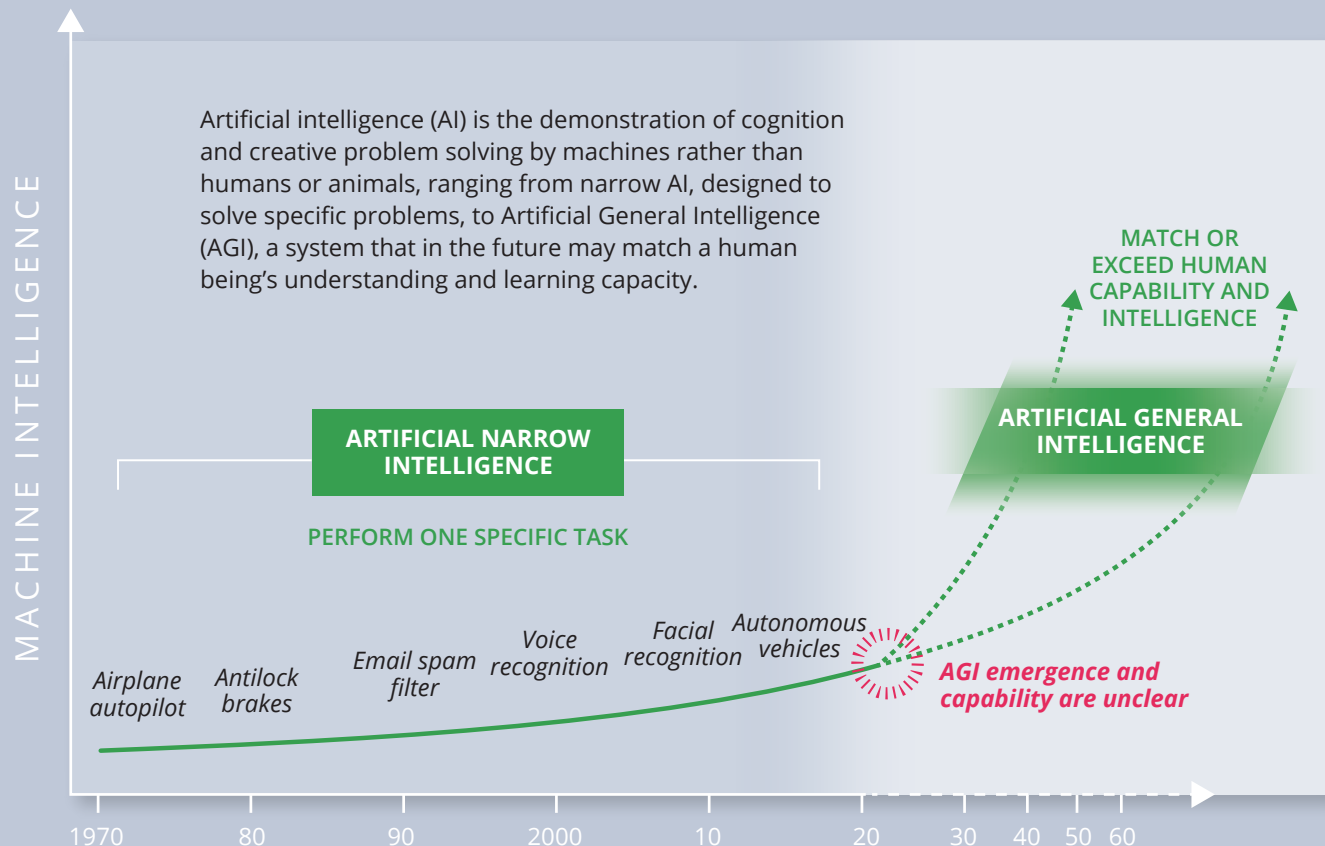 MACHINE INTELLIGENCE
Artificial intelligence (AI) is the demonstration of cognition
and creative problem solving by machines rather than
humans or animals, ranging from narrow AI, designed to
solve specific problems, to Artificial General Intelligence
(AGI), a system that in the future may match a human
being’s understanding and learning capacity.
MATCH OR
EXCEED HUMAN
CAPABILITY AND
INTELLIGENCE
ARTIFICIAL NARROW
INTELLIGENCE
ARTIFICIAL GENERAL
INTELLIGENCE
PERFORM ONE SPECIFIC TASK
Airplane
autopilot
Antilock
brakes
Email spam
filter
Voice
recognition
Facial
recognition
Autonomous
vehicles
AGI emergence and
capability are unclear
1970 80 90 2000 10 20 30 40 50 60